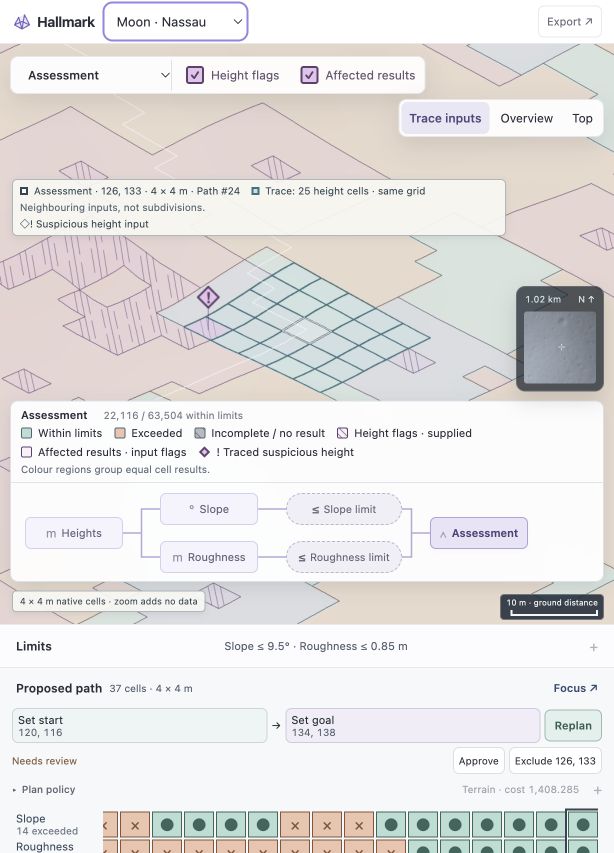 Hallmark
Moon · Nassau
Export ↗
Assessment
Height flags
Affected results
Trace inputs
Overview
Top
Assessment · 126, 133 · 4 × 4 m · Path #24
Trace: 25 height cells · same grid
Neighbouring inputs, not subdivisions.
! Suspicious height input
!
1.02 km
N ↑
Assessment
22,116 / 63,504 within limits
Within limits
Exceeded
Incomplete / no result
Height flags · supplied
Affected results · input flags
! Traced suspicious height
Colour regions group equal cell results.
° Slope
≤ Slope limit
m Heights
∧ Assessment
m Roughness
≤ Roughness limit
4 × 4 m native cells · zoom adds no data
10 m · ground distance
Limits
Slope ≤ 9.5° · Roughness ≤ 0.85 m
+
Proposed path
37 cells · 4 × 4 m
Focus ↗
Set start
120, 116
→
Set goal
134, 138
Replan
Needs review
Approve
Exclude 126, 133
Plan policy
Terrain · cost 1,408.285
+
Slope
14 exceeded
Roughness